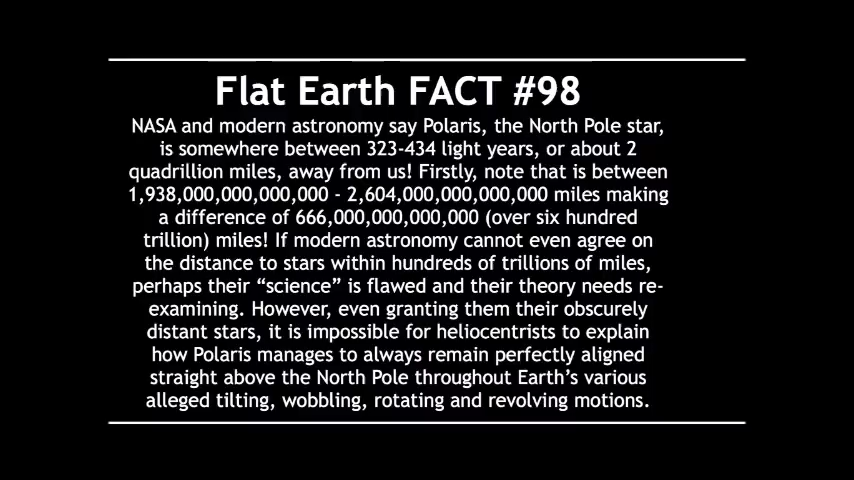 Flat Earth FACT #98
NASA and modern astronomy say Polaris, the North Pole star,
is somewhere between 323-434 light years, or about 2
quadrillion miles, away from us! Firstly, note that is between
1,938,000,000,000,000 - 2,604,000,000,000,000 miles making
a difference of 666,000,000,000,000 (over six hundred
trillion) miles! If modern astronomy cannot even agree on
the distance to stars within hundreds of trillions of miles,
perhaps their “science” is flawed and their theory needs re-
examining. However, even granting them their obscurely
distant stars, it is impossible for heliocentrists to explain
how Polaris manages to always remain perfectly aligned
straight above the North Pole throughout Earth’s various
alleged tilting, wobbling, rotating and revolving motions.